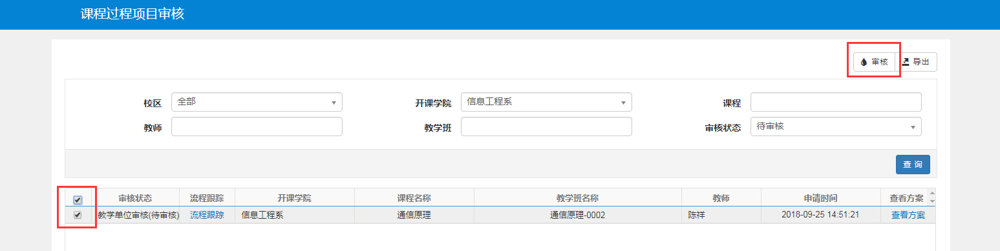 课程过程项目审核
审核 导出
校区 全部 开课学院 信息工程系 课程
教师 教学班 审核状态 待审核
查 询
审核状态 流程跟踪 开课学院 课程名称 教学班名称 教师 申请时间 查看方案
教学单位审核(待审核) 流程跟踪 信息工程系 通信原理 通信原理-0002 陈祥 2018-09-25 14:51:21 查看方案